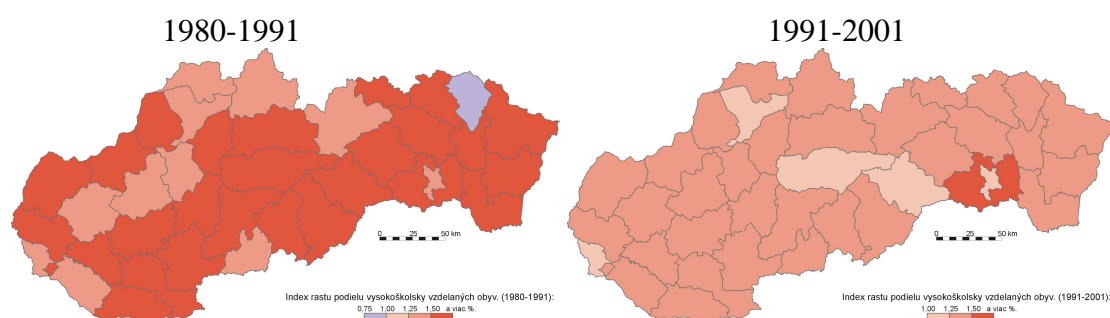 1980-1991
1991-2001
0 25 50 km
0 25 50 km
Index rastu podielu vysokoškolsky vzdelaných obyv. (1980-1991):
0,75 1,00 1,25 1,50 a viac %.
Index rastu podielu vysokoškolsky vzdelaných obyv. (1991-2001):
1,00 1,25 1,50 a viac %.